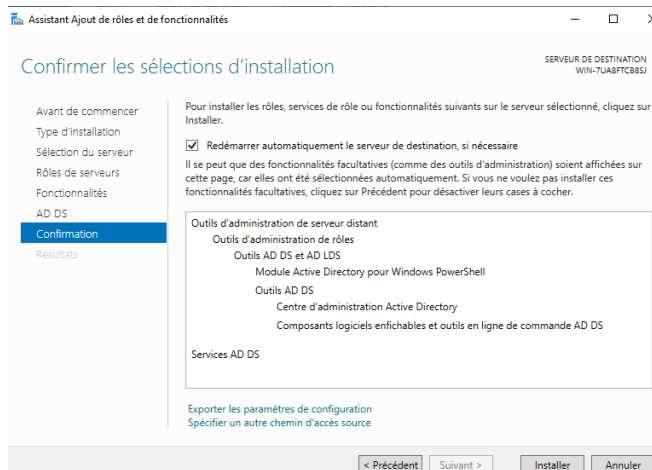 Assistant Ajout de rôles et de fonctionnalités
Confirmer les sélections d'installation
SERVEUR DE DESTINATION
WIN-7UA8FTCB8SJ
Avant de commencer
Type d'installation
Sélection du serveur
Rôles de serveurs
Fonctionnalités
AD DS
Confirmation
Résultats
Pour installer les rôles, services de rôle ou fonctionnalités suivants sur le serveur sélectionné, cliquez sur
Installer.
Redémarrer automatiquement le serveur de destination, si nécessaire
Il se peut que des fonctionnalités facultatives (comme des outils d'administration) soient affichées sur
cette page, car elles ont été sélectionnées automatiquement. Si vous ne voulez pas installer ces
fonctionnalités facultatives, cliquez sur Précédent pour désactiver leurs cases à cocher.
Outils d'administration de serveur distant
Outils d'administration de rôles
Outils AD DS et AD LDS
Module Active Directory pour Windows PowerShell
Outils AD DS
Centre d'administration Active Directory
Composants logiciels enfichables et outils en ligne de commande AD DS
Services AD DS
Exporter les paramètres de configuration
Spécifier un autre chemin d'accès source
< Précédent
Suivant >
Installer
Annuler